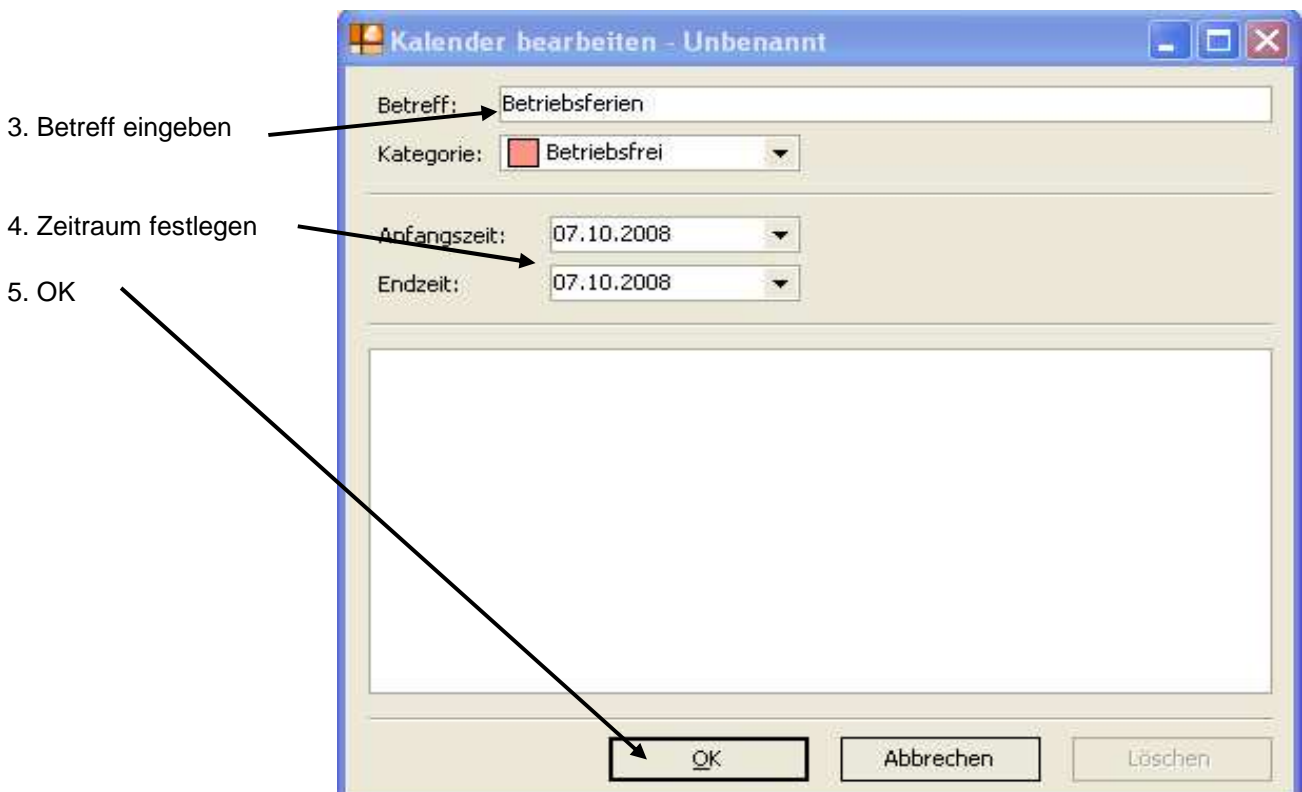 Kalender bearbeiten - Unbenannt
3. Betreff eingeben
Betreff: Betriebsferien
Kategorie: Betriebsfrei
4. Zeitraum festlegen
Anfangszeit: 07.10.2008
5. OK
Endzeit: 07.10.2008
OK Abbrechen Löschen